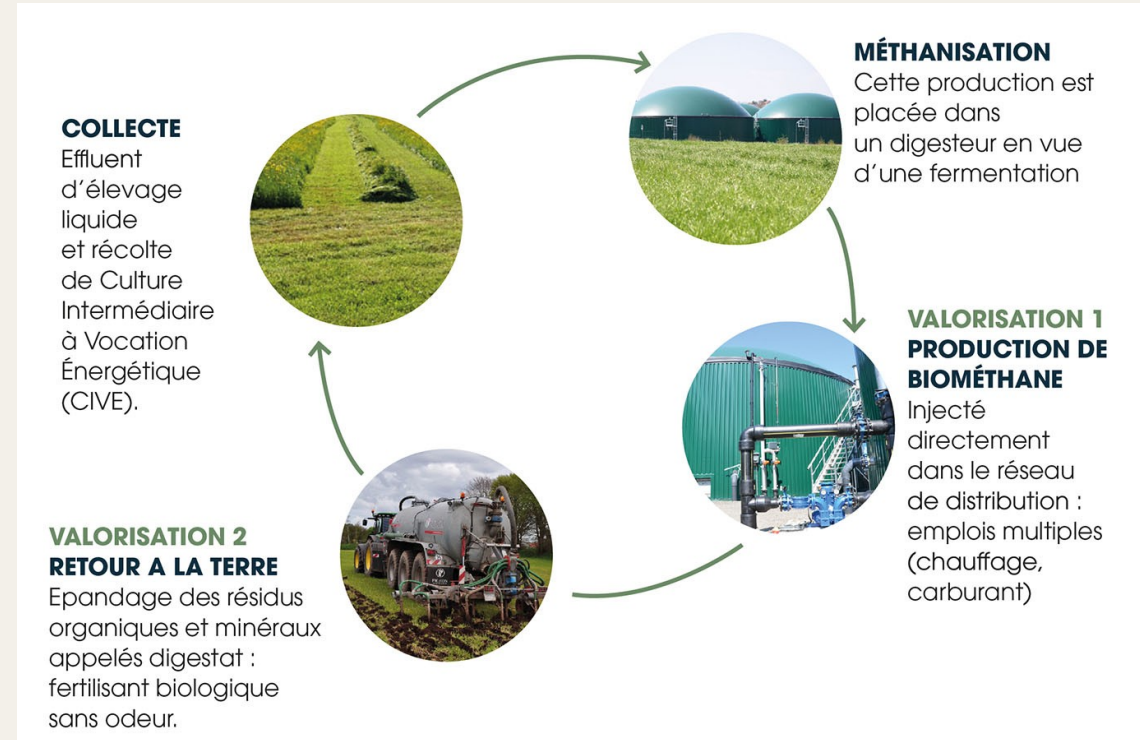 COLLECTE
Effluent
d'élevage
liquide
et récolte
de Culture
Intermédiaire
à Vocation
Énergétique
(CIVE).
MÉTHANISATION
Cette production est
placée dans
un digesteur en vue
d'une fermentation
VALORISATION 1
PRODUCTION DE
BIOMÉTHANE
Injecté
directement
dans le réseau
de distribution :
emplois multiples
(chauffage,
carburant)
VALORISATION 2
RETOUR A LA TERRE
Epandage des résidus
organiques et minéraux
appelés digestat :
fertilisant biologique
sans odeur.